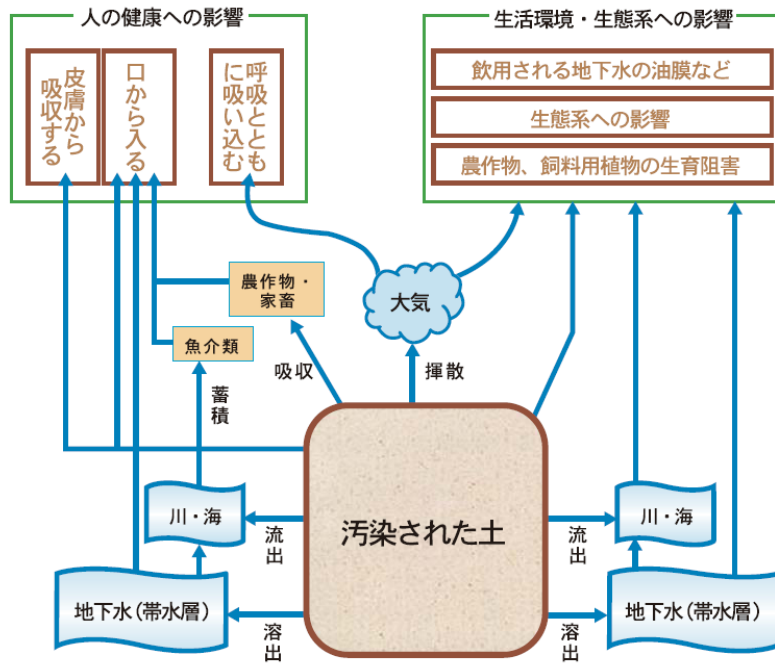 人の健康への影響
皮膚から
吸収する
口から入る
呼吸ととも
に吸い込む
生活環境・生態系への影響
飲用される地下水の油膜など
生態系への影響
農作物、飼料用植物の生育阻害
農作物・
家畜
大気
魚介類
吸収
揮散
蓄積
川・海
流出
汚染された土
流出
川・海
地下水(帯水層)
溶出
溶出
地下水(帯水層)